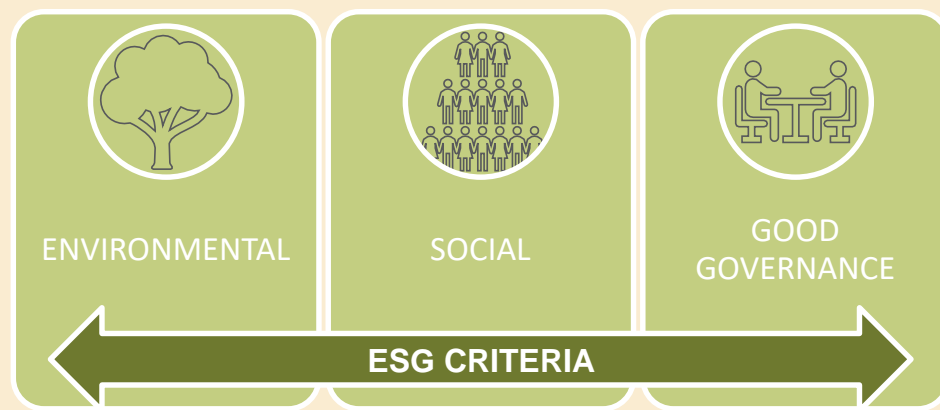 ENVIRONMENTAL
SOCIAL
GOOD
GOVERNANCE
ESG CRITERIA